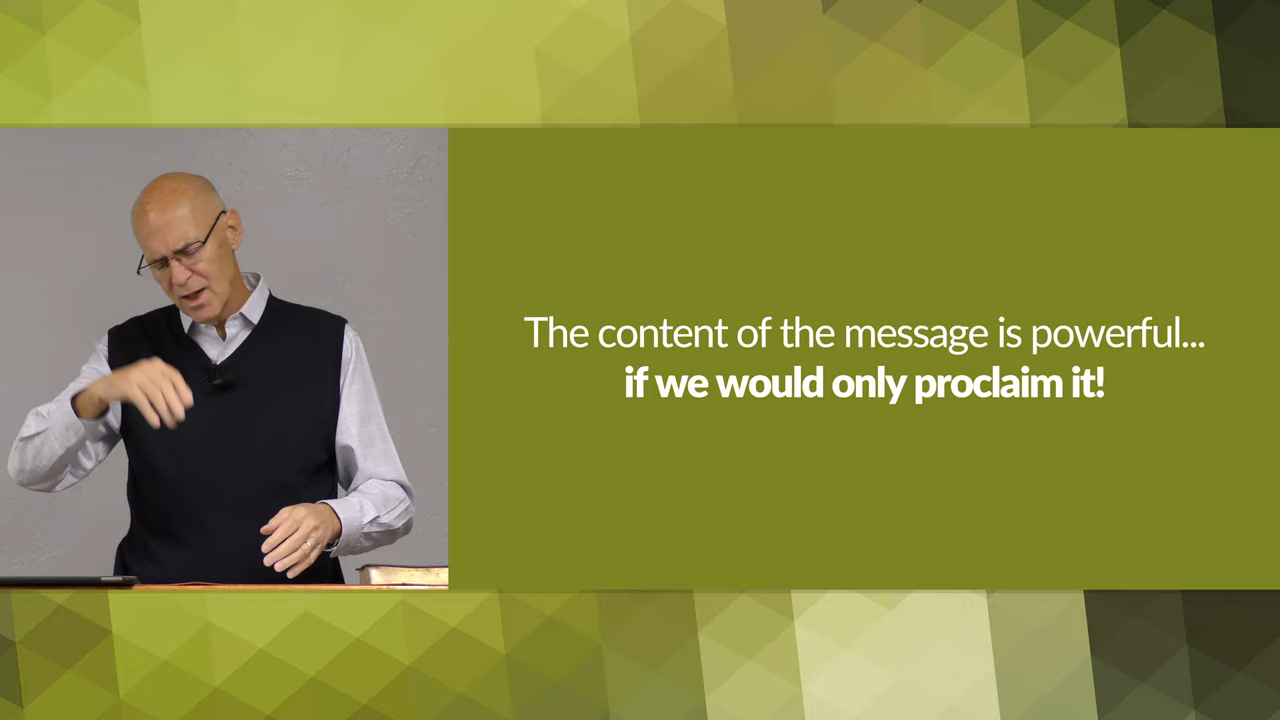 The content of the message is powerful...
if we would only proclaim it!